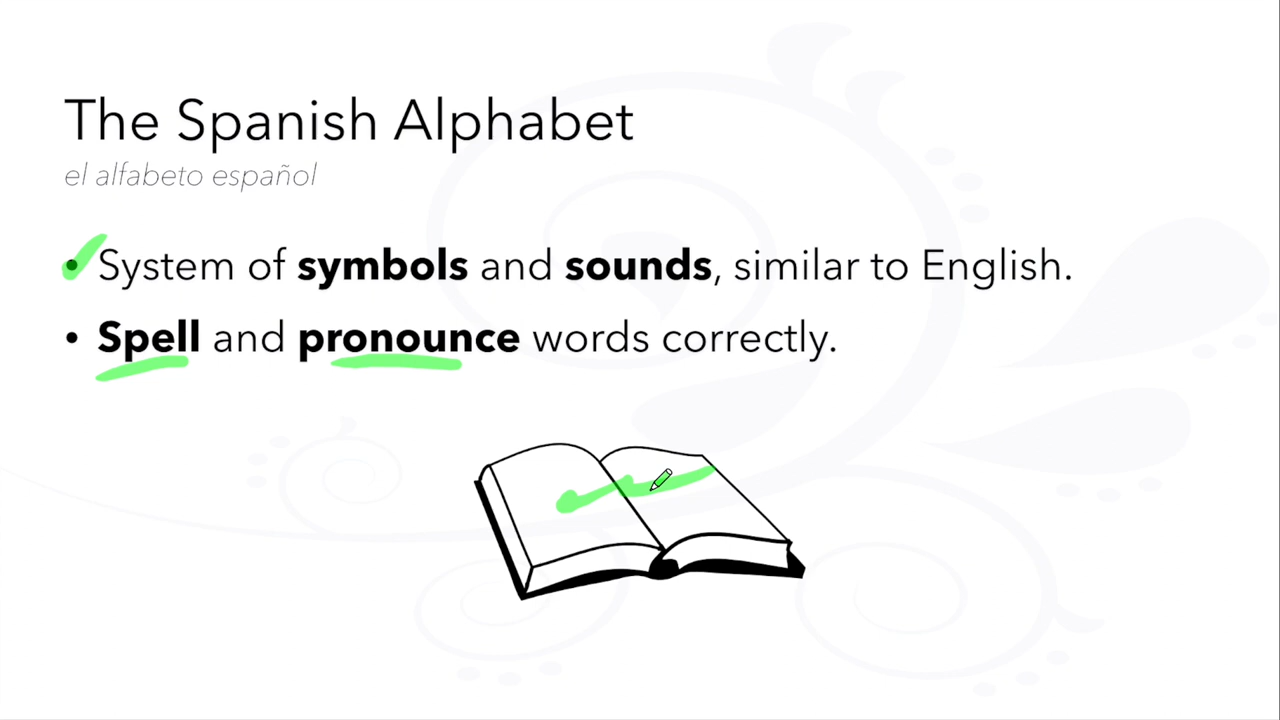 The Spanish Alphabet
el alfabeto español
• System of symbols and sounds, similar to English.
• Spell and pronounce words correctly.